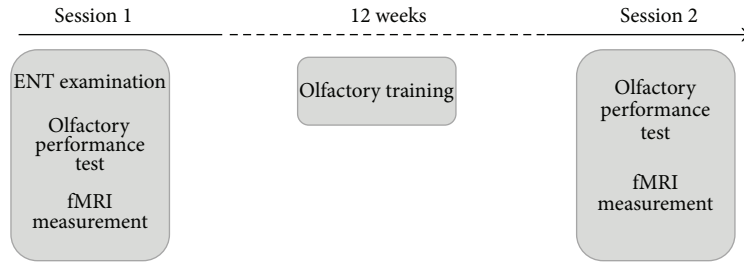 Session 1
12 weeks
Session 2
ENT examination
Olfactory
performance
test
fMRI
measurement
Olfactory training
Olfactory
performance
test
fMRI
measurement